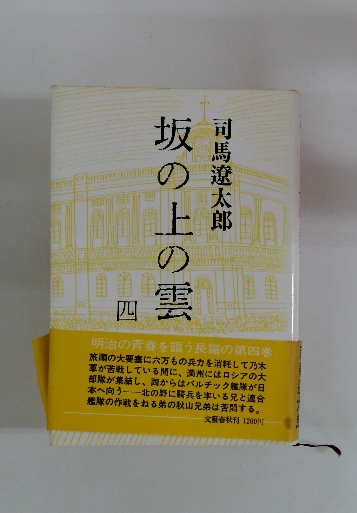 司馬遼太郎
坂の上の雲
四
明治の青春を謳う長篇の第四巻
旅順の大要塞に六万もの兵力を消耗して乃木
軍が苦戦している間に、満州にはロシアの大
部隊が集結し、西からはバルチック艦隊が日
本へ向う——北の野に騎兵を率いる兄と連合
艦隊の作戦をねる弟の秋山兄弟は苦闘する。
文藝春秋刊 1200円